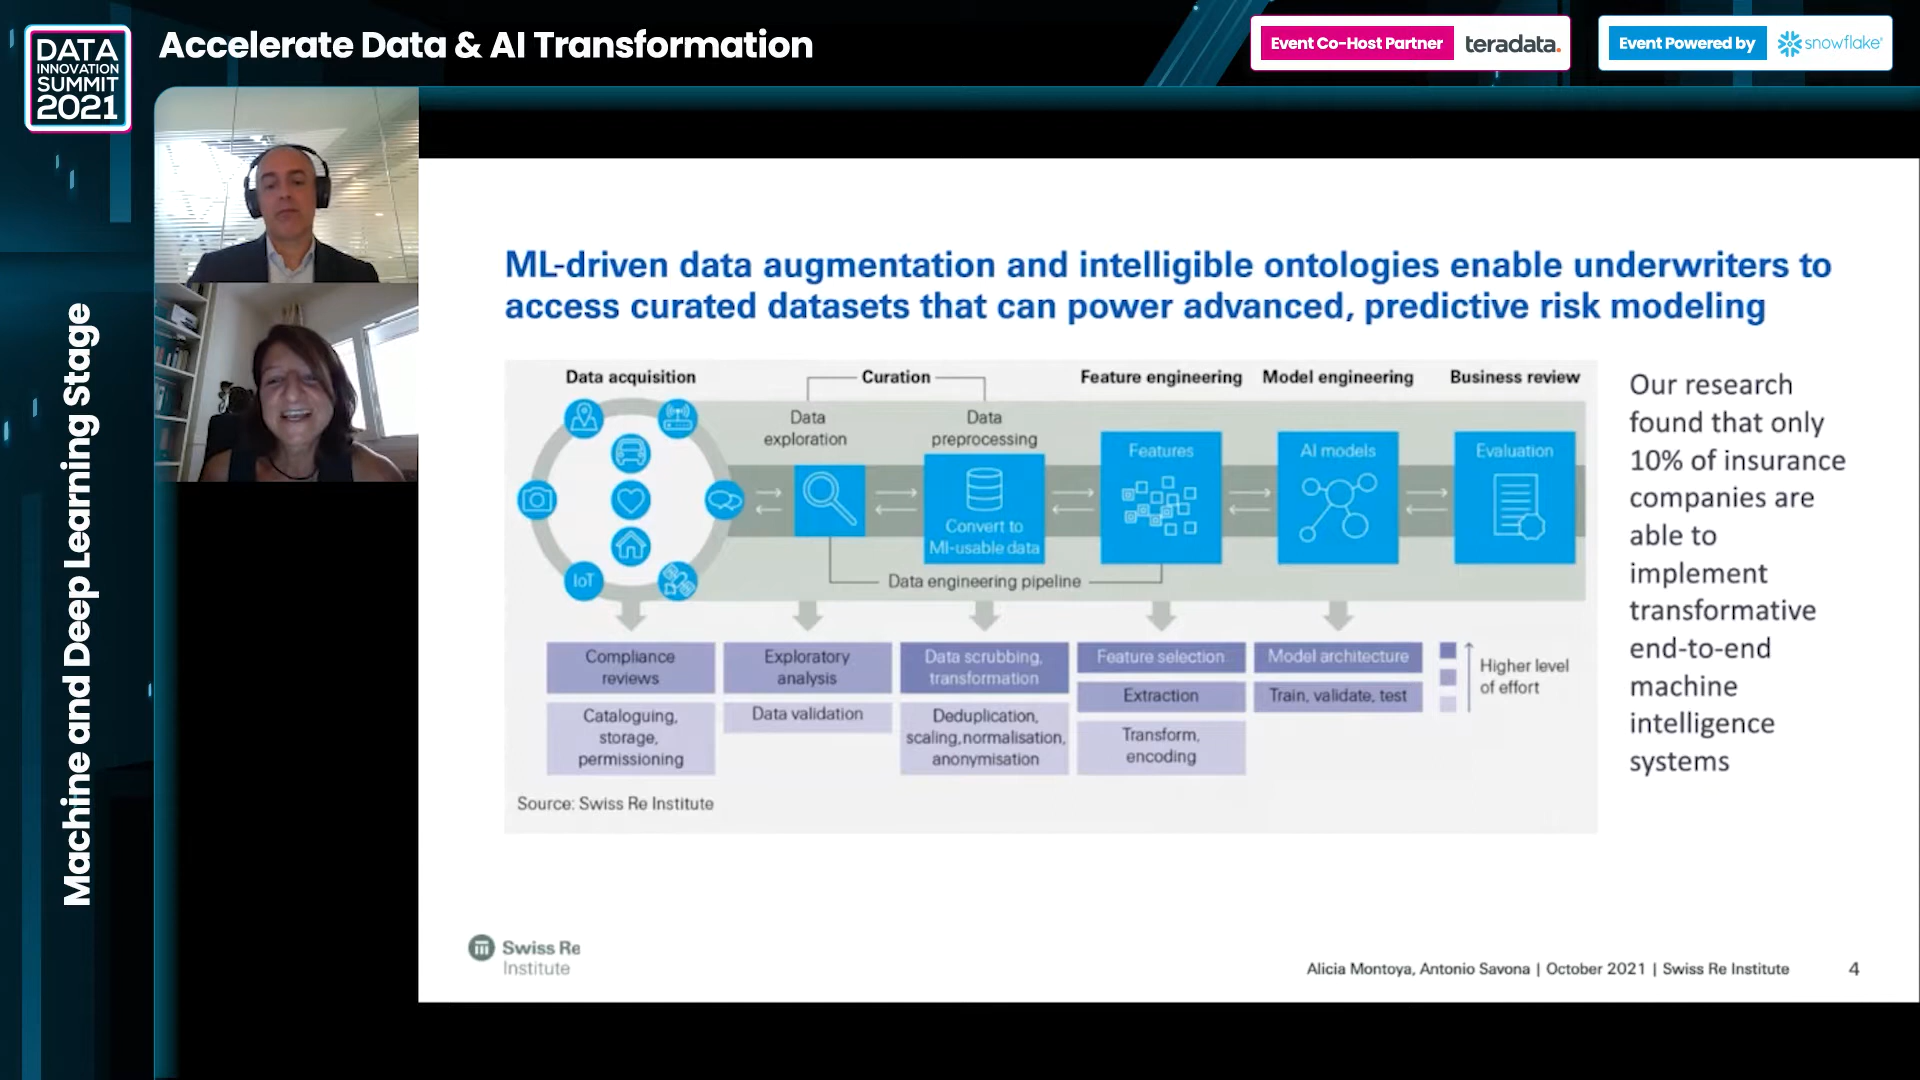 DATA
INNOVATION
SUMMIT
2021
Accelerate Data & AI Transformation
Event Co-Host Partner
teradata.
Event Powered by
snowflake®
Machine and Deep Learning Stage
ML-driven data augmentation and intelligible ontologies enable underwriters to
access curated datasets that can power advanced, predictive risk modeling
Data acquisition
Curation
Feature engineering
Model engineering
Business review
Data
exploration
Data
preprocessing
Features
AI models
Evaluation
Convert to
Ml-usable data
IoT
Data engineering pipeline
Compliance
reviews
Cataloguing,
storage,
permissioning
Exploratory
analysis
Data validation
Data scrubbing,
transformation
Deduplication,
scaling, normalisation,
anonymisation
Feature selection
Extraction
Transform,
encoding
Model architecture
Train, validate, test
Higher level
of effort
Source: Swiss Re Institute
Our research
found that only
10% of insurance
companies are
able to
implement
transformative
end-to-end
machine
intelligence
systems
Swiss Re
Institute
Alicia Montoya, Antonio Savona | October 2021 | Swiss Re Institute
4